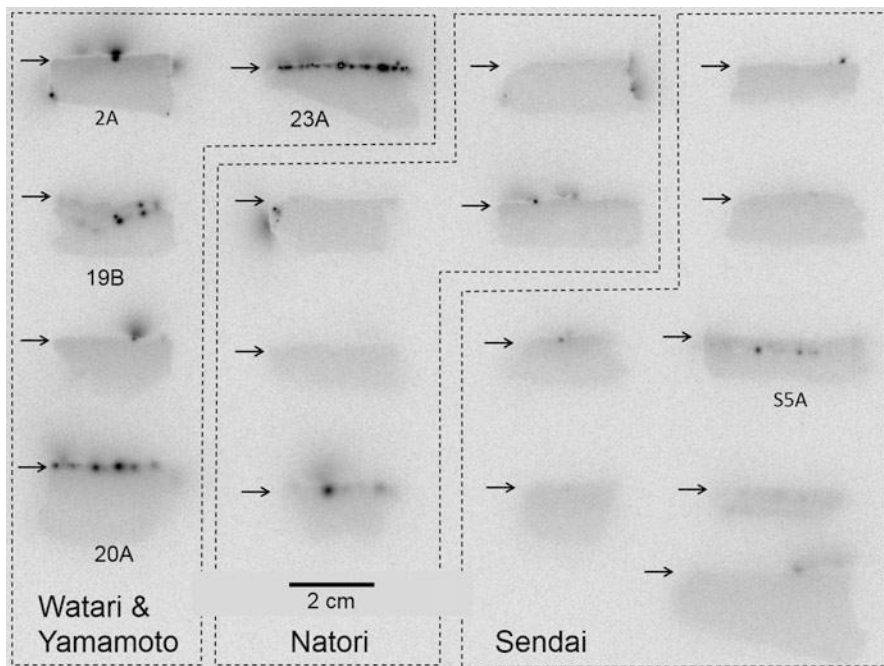 2A
23A
19B
S5A
20A
2 cm
Watari &
Yamamoto
Natori
Sendai